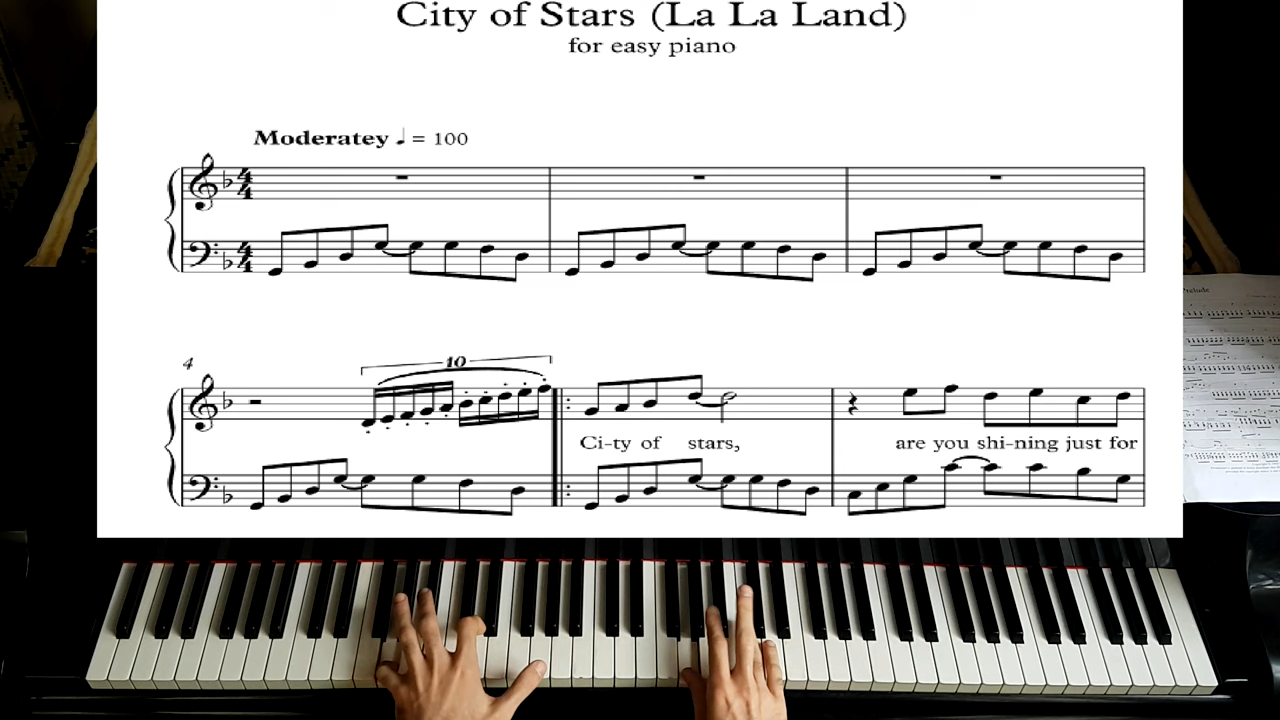 City of Stars (La La Land)
for easy piano
Moderatey ♩ = 100
4
10
Ci-ty of stars, are you shi-ning just for
Prelude